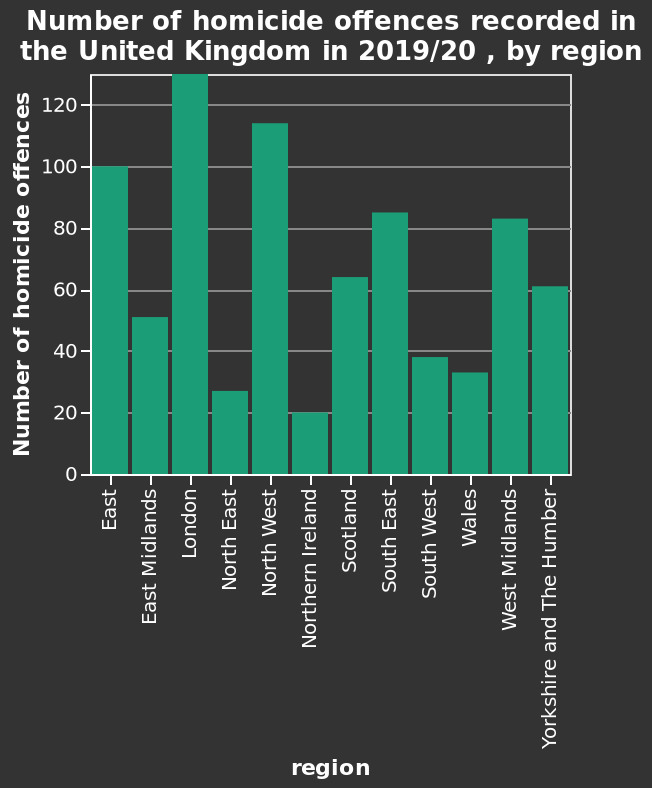 Number of homicide offences recorded in
the United Kingdom in 2019/20 , by region
Number of homicide offences
120
100
80
60
40
20
0
East
East Midlands
London
North East
North West
Northern Ireland
Scotland
South East
South West
Wales
West Midlands
Yorkshire and The Humber
region